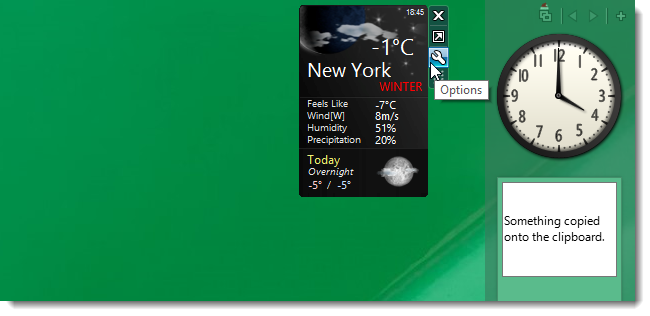 18:45
-1°C
New York
WINTER
Feels Like -7°C
Wind[W] 8m/s
Humidity 51%
Precipitation 20%
Today
Overnight
-5° / -5°
Options
12
1
2
3
4
5
6
7
8
9
10
11
Something copied
onto the clipboard.